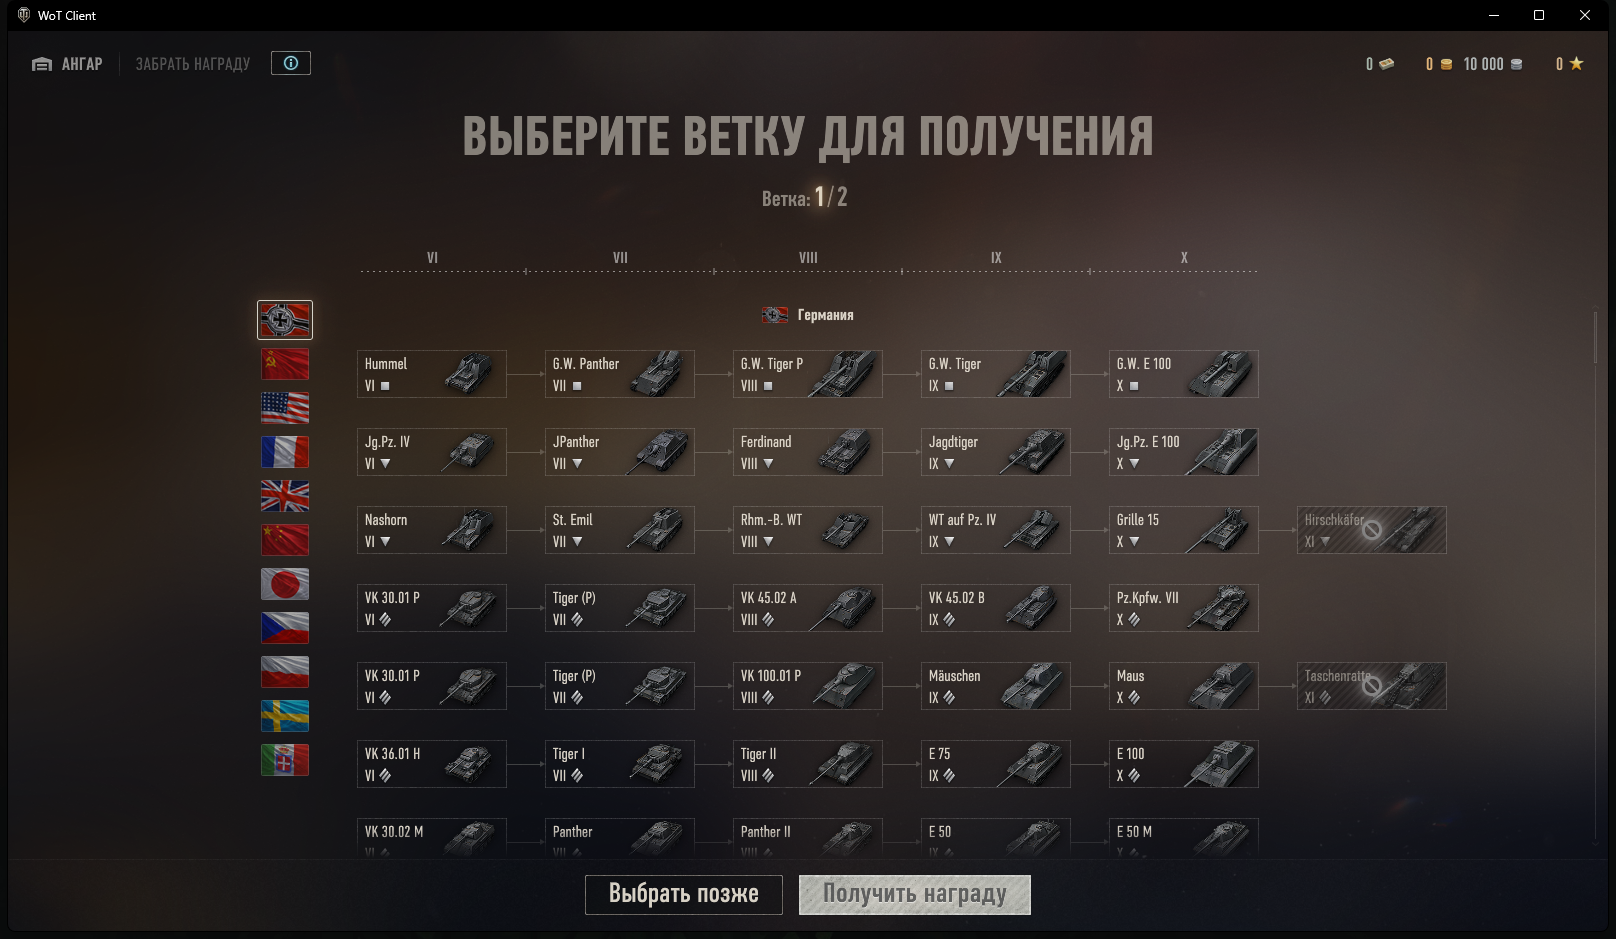 WoT Client
АНГАР ЗАБРАТЬ НАГРАДУ 0 0 10 000 0
ВЫБЕРИТЕ ВЕТКУ ДЛЯ ПОЛУЧЕНИЯ
Ветка: 1/2
VI VII VIII IX X
Германия
Hummel G.W. Panther G.W. Tiger P G.W. Tiger G.W. E 100
VI VII VIII IX X
Jg.Pz. IV JPanther Ferdinand Jagdtiger Jg.Pz. E 100
VI VII VIII IX X
Nashorn St. Emil Rhm.-B. WT WT auf Pz. IV Grille 15 Hirschkäfer
VI VII VIII IX X XI
VK 30.01 P Tiger (P) VK 45.02 A VK 45.02 B Pz.Kpfw. VII
VI VII VIII IX X
VK 30.01 P Tiger (P) VK 100.01 P Mäuschen Maus Taschenratte
VI VII VIII IX X XI
VK 36.01 H Tiger I Tiger II E 75 E 100
VI VII VIII IX X
VK 30.02 M Panther Panther II E 50 E 50 M
VI VII VIII IX X
Выбрать позже Получить награду